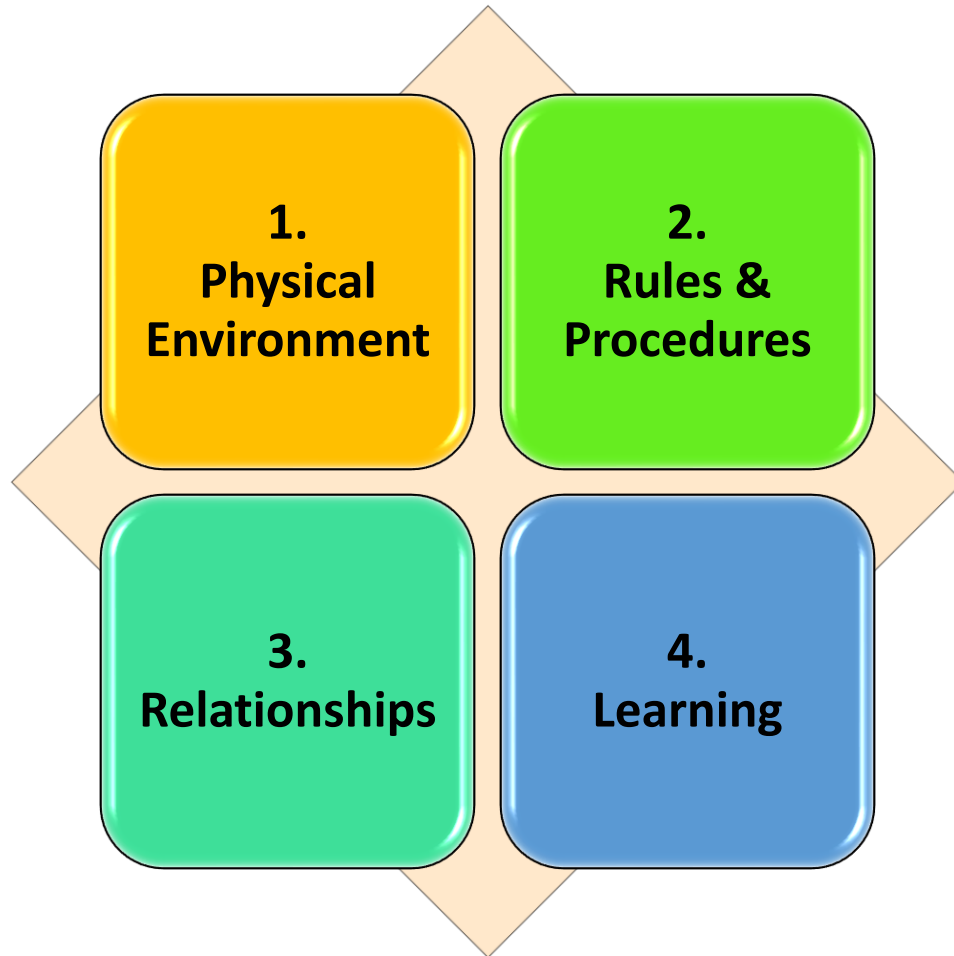 1.
Physical
Environment
2.
Rules &
Procedures
3.
Relationships
4.
Learning